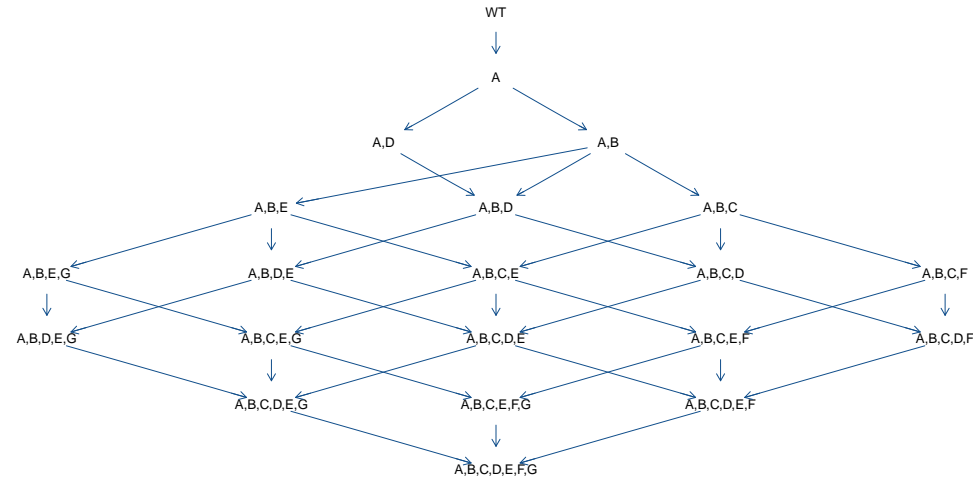 WT
A
A,D
A,B
A,B,E
A,B,D
A,B,C
A,B,E,G
A,B,D,E
A,B,C,E
A,B,C,D
A,B,C,F
A,B,D,E,G
A,B,C,E,G
A,B,C,D,E
A,B,C,E,F
A,B,C,D,F
A,B,C,D,E,G
A,B,C,E,F,G
A,B,C,D,E,F
A,B,C,D,E,F,G